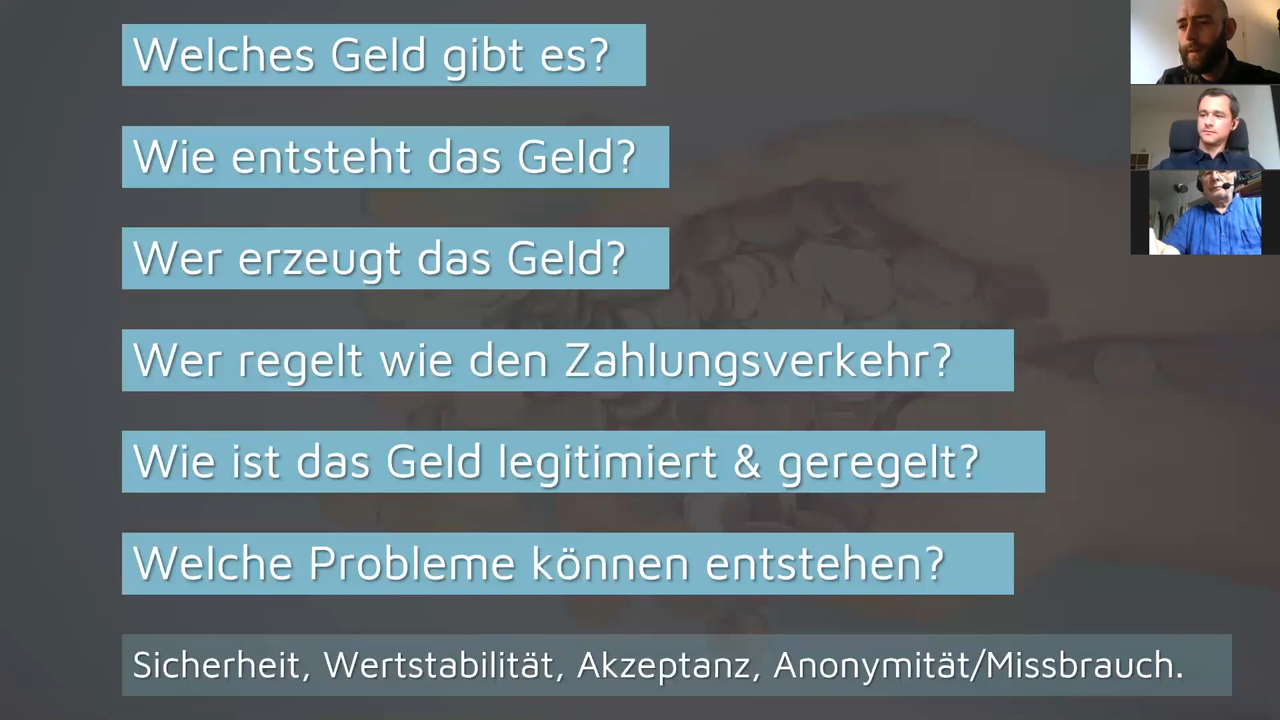 Welches Geld gibt es?
Wie entsteht das Geld?
Wer erzeugt das Geld?
Wer regelt wie den Zahlungsverkehr?
Wie ist das Geld legitimiert & geregelt?
Welche Probleme können entstehen?
Sicherheit, Wertstabilität, Akzeptanz, Anonymität/Missbrauch.